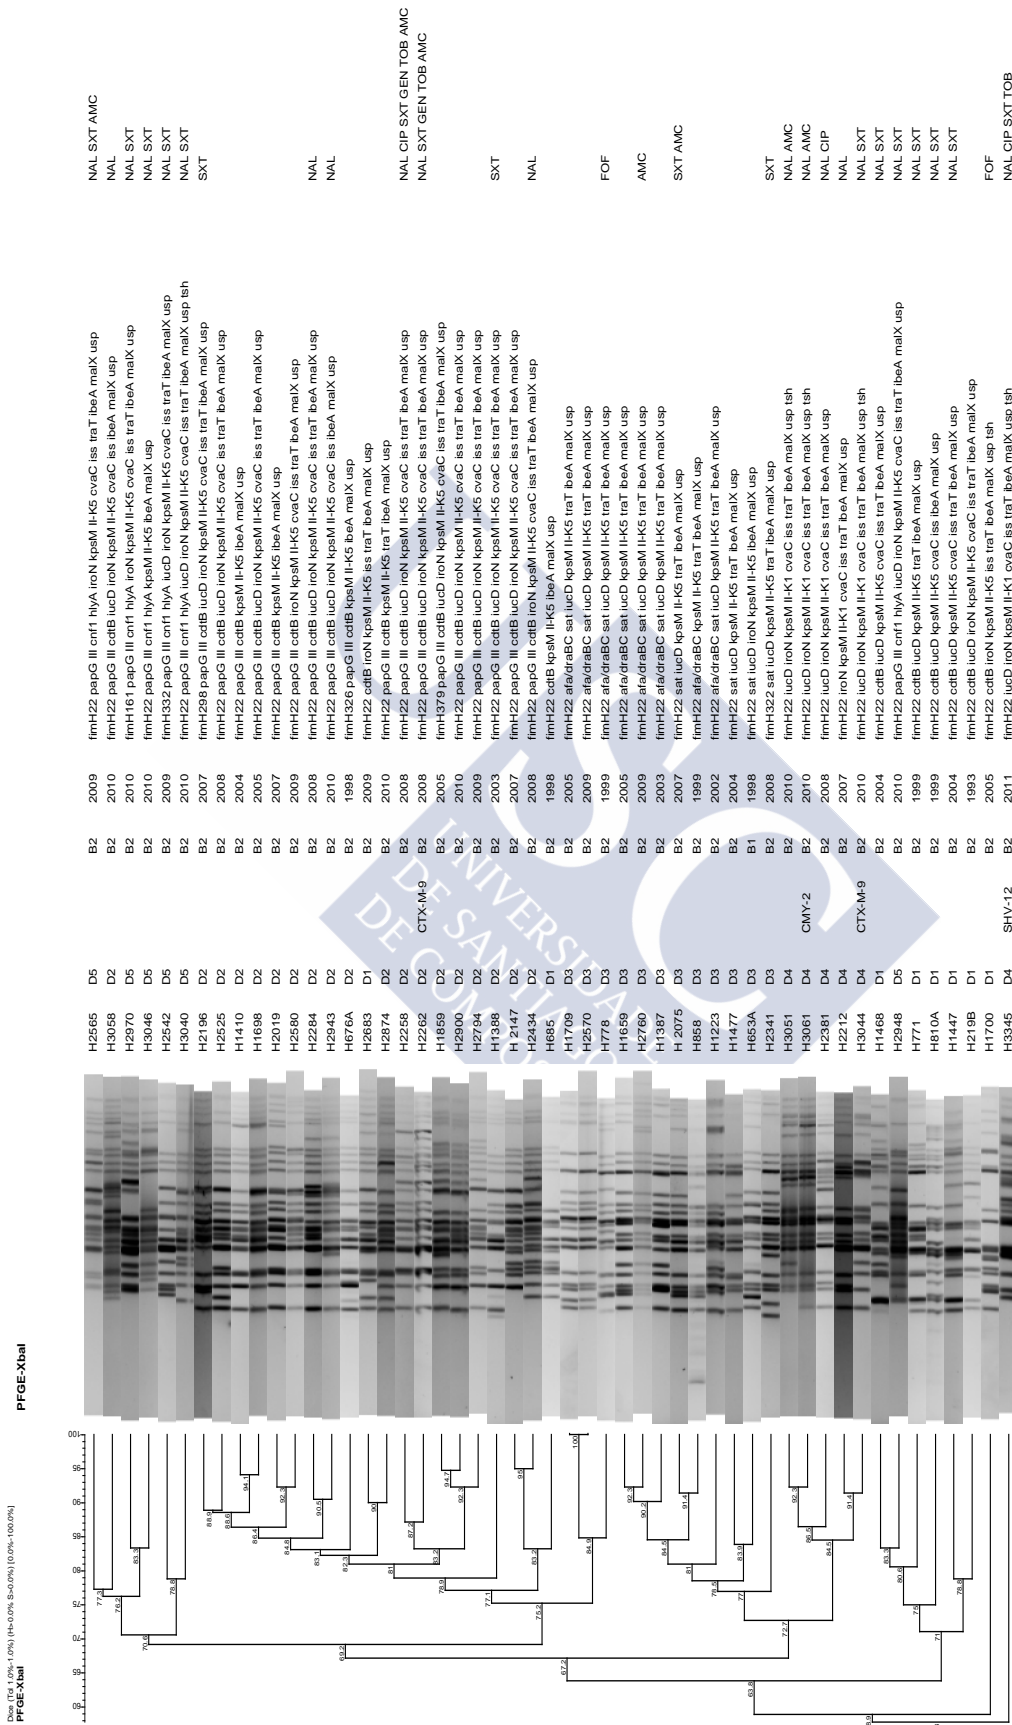 Dice (Tol 1.0%-1.0%) (H>0.0% S>0.0%) [0.0%-100.0%]
PFGE-XbaI
PFGE-XbaI
60 65 70 75 80 85 90 95 100
H2565 D5 B2 2009 fimH22 papG III cnf1 hlyA iroN kpsM II-K5 cvaC iss traT ibeA malX usp NAL SXT AMC
H3058 D2 B2 2010 fimH22 papG III cdtB iucD iroN kpsM II-K5 cvaC iss ibeA malX usp NAL
H2970 D5 B2 2010 fimH161 papG III cnf1 hlyA iroN kpsM II-K5 cvaC iss traT ibeA malX usp NAL SXT
H3046 D5 B2 2010 fimH22 papG III cnf1 hlyA kpsM II-K5 ibeA malX usp NAL SXT
H2542 D5 B2 2009 fimH332 papG III cnf1 hlyA iucD iroN kpsM II-K5 cvaC iss traT ibeA malX usp NAL SXT
H3040 D5 B2 2010 fimH22 papG III cnf1 hlyA iucD iroN kpsM II-K5 cvaC iss traT ibeA malX usp tsh NAL SXT
H2196 D2 B2 2007 fimH298 papG III cdtB iucD iroN kpsM II-K5 cvaC iss traT ibeA malX usp SXT
H2525 D2 B2 2008 fimH22 papG III cdtB iucD iroN kpsM II-K5 cvaC iss traT ibeA malX usp
H1410 D2 B2 2004 fimH22 papG III cdtB kpsM II-K5 ibeA malX usp
H1698 D2 B2 2005 fimH22 papG III cdtB iucD iroN kpsM II-K5 cvaC iss traT ibeA malX usp
H2019 D2 B2 2007 fimH22 papG III cdtB kpsM II-K5 ibeA malX usp
H2580 D2 B2 2009 fimH22 papG III cdtB iroN kpsM II-K5 cvaC iss traT ibeA malX usp
H2284 D2 B2 2008 fimH22 papG III cdtB iucD iroN kpsM II-K5 cvaC iss traT ibeA malX usp NAL
H2943 D2 B2 2010 fimH22 papG III cdtB iucD iroN kpsM II-K5 cvaC iss ibeA malX usp NAL
H676A D2 B2 1998 fimH326 papG III cdtB kpsM II-K5 ibeA malX usp
H2683 D1 B2 2009 fimH22 cdtB iroN kpsM II-K5 iss traT ibeA malX usp
H2874 D2 B2 2010 fimH22 papG III cdtB kpsM II-K5 traT ibeA malX usp
H2258 D2 B2 2008 fimH22 papG III cdtB iucD iroN kpsM II-K5 cvaC iss traT ibeA malX usp NAL CIP SXT GEN TOB AMC
H2262 D2 CTX-M-9 B2 2008 fimH22 papG III cdtB iucD iroN kpsM II-K5 cvaC iss traT ibeA malX usp NAL SXT GEN TOB AMC
H1859 D2 B2 2005 fimH379 papG III cdtB iucD iroN kpsM II-K5 cvaC iss traT ibeA malX usp
H2900 D2 B2 2010 fimH22 papG III cdtB iucD iroN kpsM II-K5 cvaC iss traT ibeA malX usp
H2794 D2 B2 2009 fimH22 papG III cdtB iucD iroN kpsM II-K5 cvaC iss traT ibeA malX usp
H1388 D2 B2 2003 fimH22 papG III cdtB iucD iroN kpsM II-K5 cvaC iss traT ibeA malX usp SXT
H2147 D2 B2 2007 fimH22 papG III cdtB iucD iroN kpsM II-K5 cvaC iss traT ibeA malX usp
H2434 D2 B2 2008 fimH22 papG III cdtB iroN kpsM II-K5 cvaC iss traT ibeA malX usp NAL
H685 D1 B2 1998 fimH22 cdtB kpsM II-K5 ibeA malX usp
H1709 D3 B2 2005 fimH22 afa/draBC sat iucD kpsM II-K5 traT ibeA malX usp
H2570 D3 B2 2009 fimH22 afa/draBC sat iucD kpsM II-K5 traT ibeA malX usp
H778 D3 B2 1999 fimH22 afa/draBC sat iucD kpsM II-K5 traT ibeA malX usp FOF
H1659 D3 B2 2005 fimH22 afa/draBC sat iucD kpsM II-K5 traT ibeA malX usp
H2760 D3 B2 2009 fimH22 afa/draBC sat iucD kpsM II-K5 traT ibeA malX usp AMC
H1387 D3 B2 2003 fimH22 afa/draBC sat iucD kpsM II-K5 traT ibeA malX usp
H 2075 D3 B2 2007 fimH22 sat iucD kpsM II-K5 traT ibeA malX usp SXT AMC
H858 D3 B2 1999 fimH22 afa/draBC kpsM II-K5 traT ibeA malX usp
H1223 D3 B2 2002 fimH22 afa/draBC sat iucD kpsM II-K5 traT ibeA malX usp
H1477 D3 B2 2004 fimH22 sat iucD kpsM II-K5 traT ibeA malX usp
H653A D3 B1 1998 fimH22 sat iucD iroN kpsM II-K5 cvaC iss traT ibeA malX usp
H2341 D3 B2 2008 fimH322 sat iucD kpsM II-K5 traT ibeA malX usp SXT
H3051 D4 B2 2010 fimH22 iucD iroN kpsM II-K1 cvaC iss traT ibeA malX usp tsh NAL AMC
H3061 D4 CMY-2 B2 2010 fimH22 iucD iroN kpsM II-K1 cvaC iss traT ibeA malX usp tsh NAL AMC
H2381 D4 B2 2008 fimH22 iucD iroN kpsM II-K1 cvaC iss traT ibeA malX usp NAL CIP
H2212 D4 B2 2007 fimH22 iroN kpsM II-K1 cvaC iss traT ibeA malX usp NAL
H3044 D4 CTX-M-9 B2 2010 fimH22 iucD iroN kpsM II-K1 cvaC iss traT ibeA malX usp tsh NAL SXT
H1468 D1 B2 2004 fimH22 cdtB iucD kpsM II-K5 cvaC iss traT ibeA malX usp NAL SXT
H2948 D5 B2 2010 fimH22 papG III cnf1 hlyA iucD iroN kpsM II-K5 cvaC iss traT ibeA malX usp NAL SXT
H771 D1 B2 1999 fimH22 cdtB kpsM II-K5 traT ibeA malX usp NAL SXT
H810A D1 B2 1999 fimH22 cdtB iucD kpsM II-K5 cvaC iss ibeA malX usp NAL SXT
H1447 D1 B2 2004 fimH22 cdtB iucD kpsM II-K5 cvaC iss traT ibeA malX usp NAL SXT
H219B D1 B2 1993 fimH22 cdtB iucD iroN kpsM II-K5 cvaC iss traT ibeA malX usp
H1700 D1 B2 2005 fimH22 cdtB iroN kpsM II-K5 iss traT ibeA malX usp tsh FOF
H3345 D4 SHV-12 B2 2011 fimH22 iucD iroN kpsM II-K1 cvaC iss traT ibeA malX usp tsh NAL CIP SXT TOB